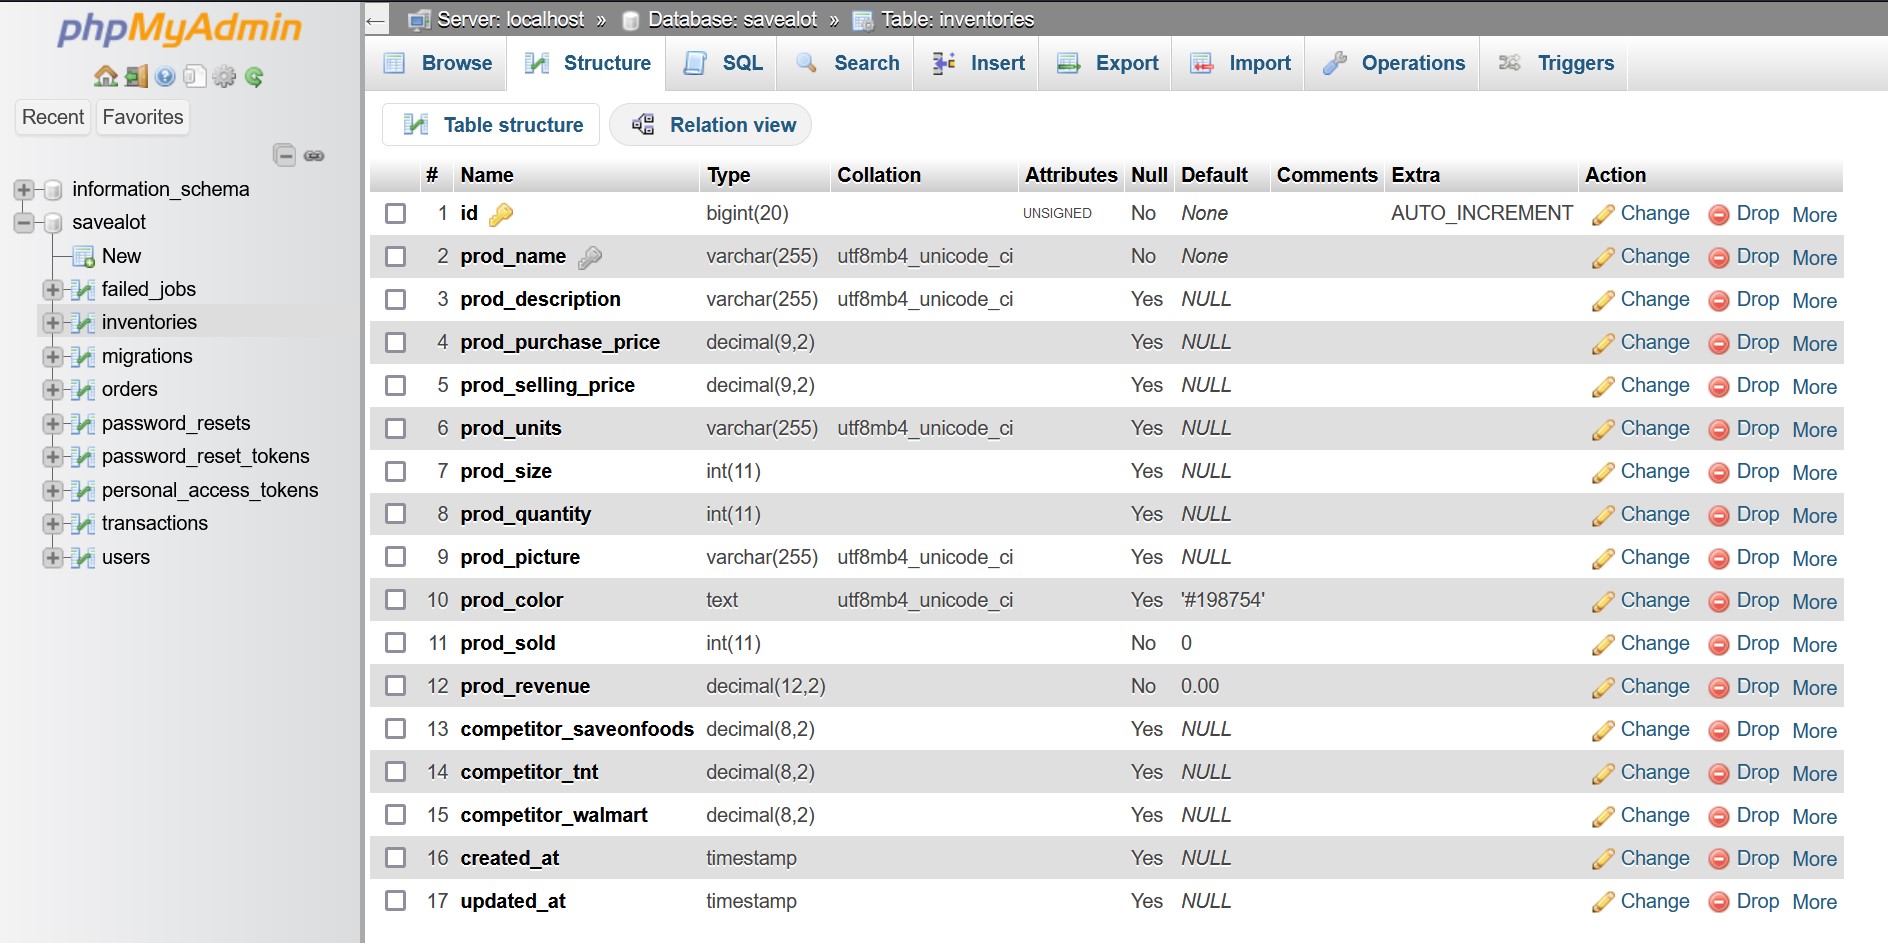 phpMyAdmin
Recent Favorites
information_schema
savealot
New
failed_jobs
inventories
migrations
orders
password_resets
password_reset_tokens
personal_access_tokens
transactions
users
Server: localhost » Database: savealot » Table: inventories
Browse Structure SQL Search Insert Export Import Operations Triggers
Table structure Relation view
# Name Type Collation Attributes Null Default Comments Extra Action
1 id bigint(20) UNSIGNED No None AUTO_INCREMENT Change Drop More
2 prod_name varchar(255) utf8mb4_unicode_ci No None Change Drop More
3 prod_description varchar(255) utf8mb4_unicode_ci Yes NULL Change Drop More
4 prod_purchase_price decimal(9,2) Yes NULL Change Drop More
5 prod_selling_price decimal(9,2) Yes NULL Change Drop More
6 prod_units varchar(255) utf8mb4_unicode_ci Yes NULL Change Drop More
7 prod_size int(11) Yes NULL Change Drop More
8 prod_quantity int(11) Yes NULL Change Drop More
9 prod_picture varchar(255) utf8mb4_unicode_ci Yes NULL Change Drop More
10 prod_color text utf8mb4_unicode_ci Yes '#198754' Change Drop More
11 prod_sold int(11) No 0 Change Drop More
12 prod_revenue decimal(12,2) No 0.00 Change Drop More
13 competitor_saveonfoods decimal(8,2) Yes NULL Change Drop More
14 competitor_tnt decimal(8,2) Yes NULL Change Drop More
15 competitor_walmart decimal(8,2) Yes NULL Change Drop More
16 created_at timestamp Yes NULL Change Drop More
17 updated_at timestamp Yes NULL Change Drop More